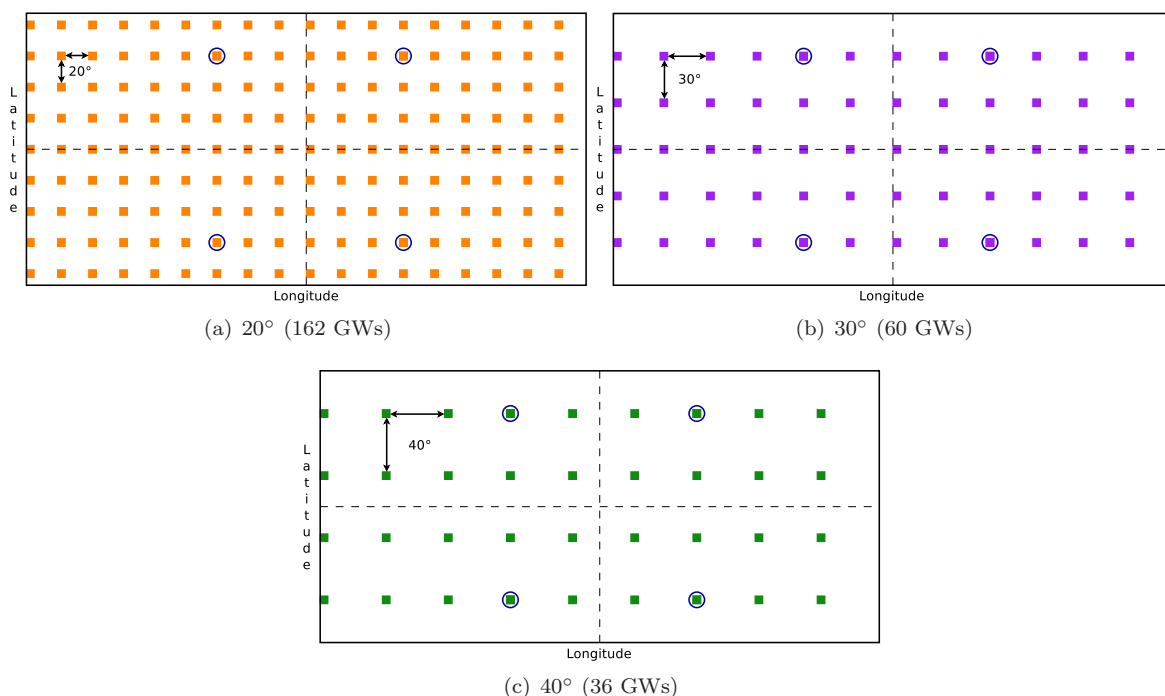 Latitude
20°
Longitude
(a) 20° (162 GWs)
Latitude
30°
Longitude
(b) 30° (60 GWs)
Latitude
40°
Longitude
(c) 40° (36 GWs)